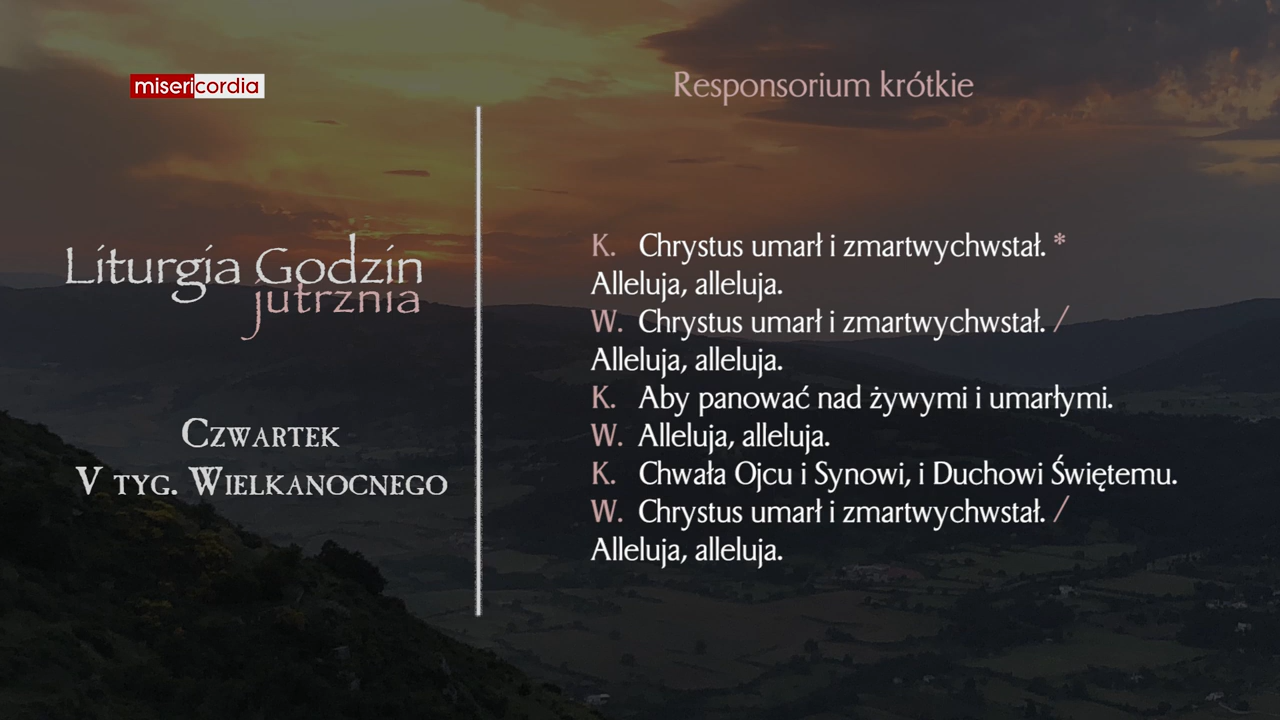 misericordia
Responsorium krótkie
Liturgia Godzin
jutrznia
Czwartek
V tyg. Wielkanocnego
K. Chrystus umarł i zmartwychwstał. *
Alleluja, alleluja.
W. Chrystus umarł i zmartwychwstał. /
Alleluja, alleluja.
K. Aby panować nad żywymi i umarłymi.
W. Alleluja, alleluja.
K. Chwała Ojcu i Synowi, i Duchowi Świętemu.
W. Chrystus umarł i zmartwychwstał. /
Alleluja, alleluja.